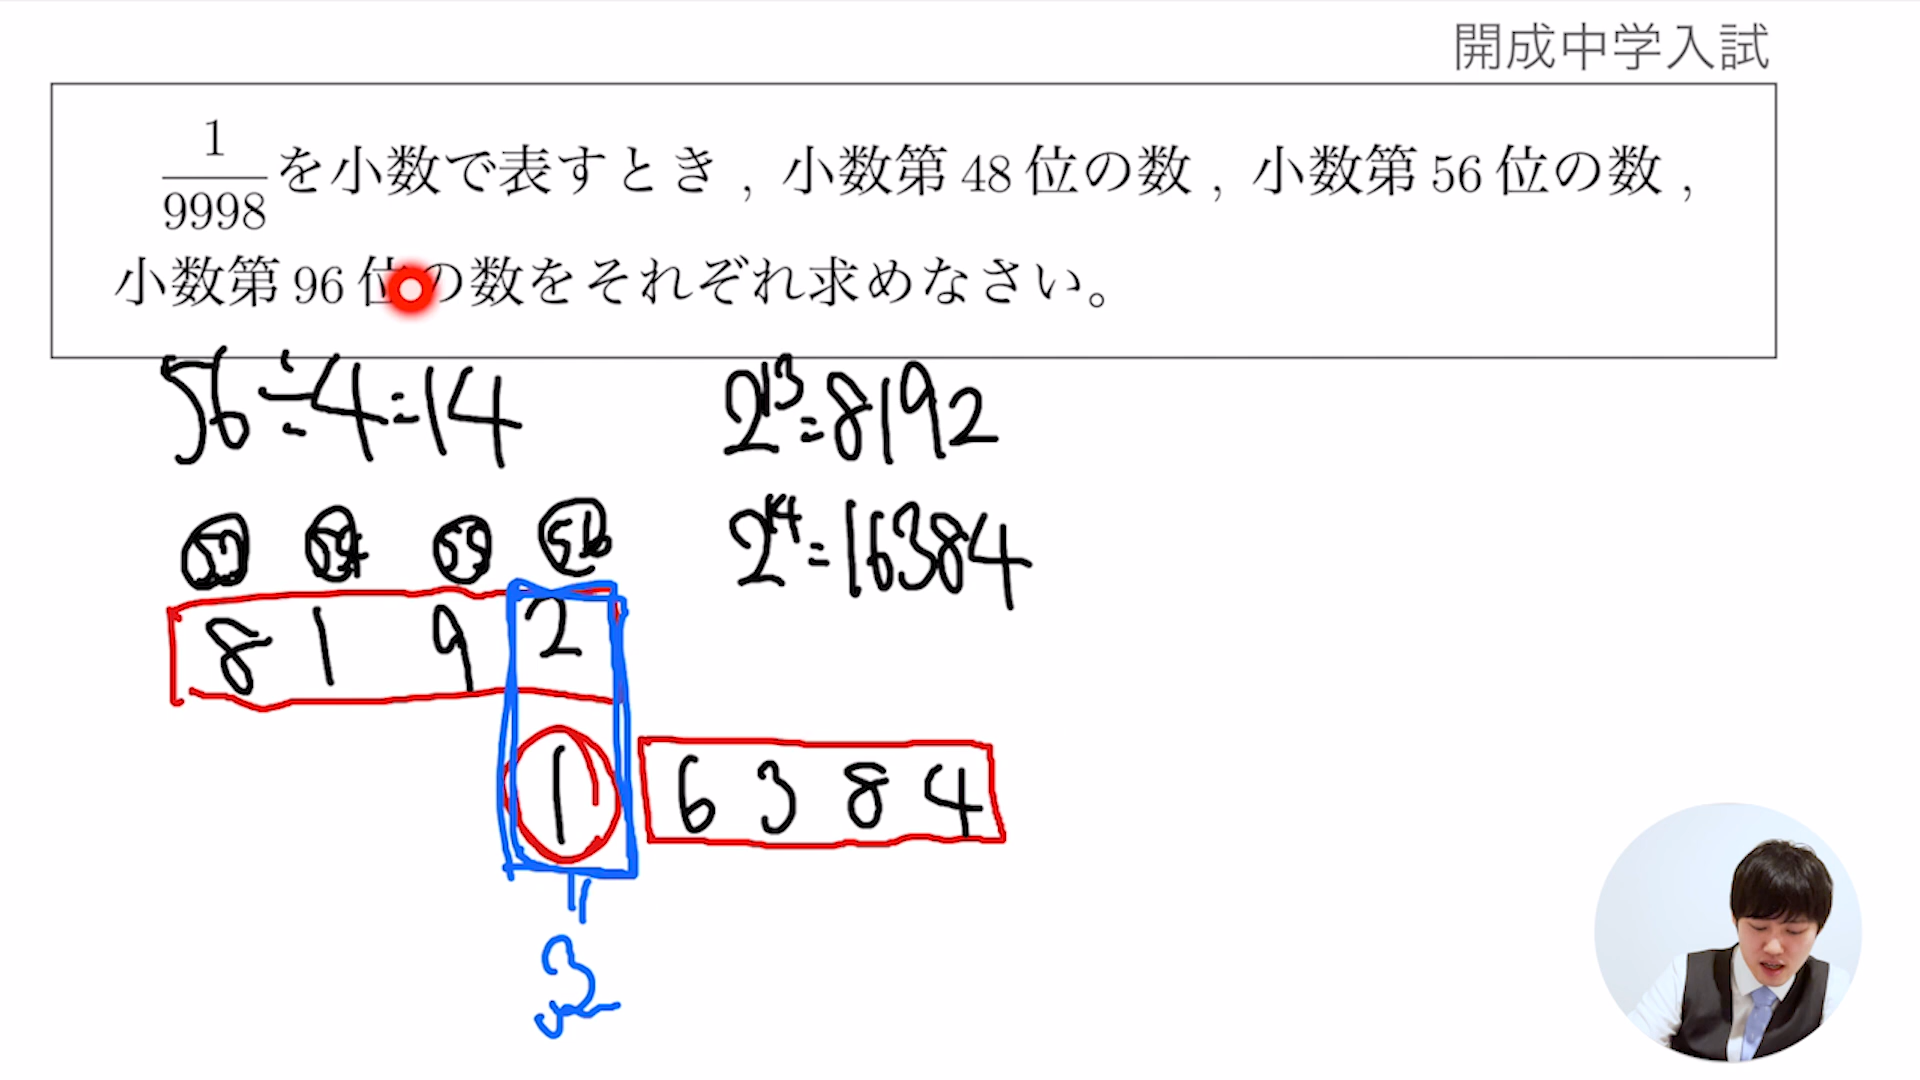 開成中学入試
1/9998を小数で表すとき，小数第48位の数，小数第56位の数，
小数第96位の数をそれぞれ求めなさい。
56÷4=14
2^13=8192
2^14=16384
54 55 56
8 1 9 2
1 6 3 8 4
3